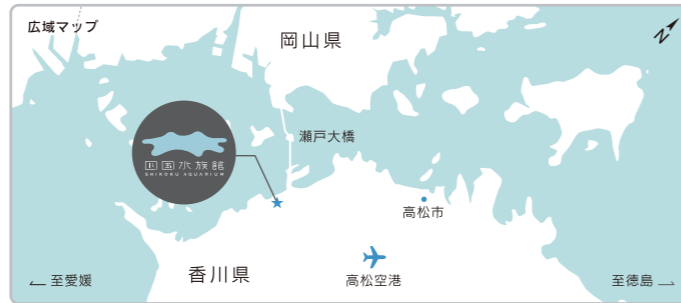 広域マップ
岡山県
N
瀬戸大橋
四国水族館
SHIKOKU AQUARIUM
高松市
香川県
高松空港
至愛媛
至徳島